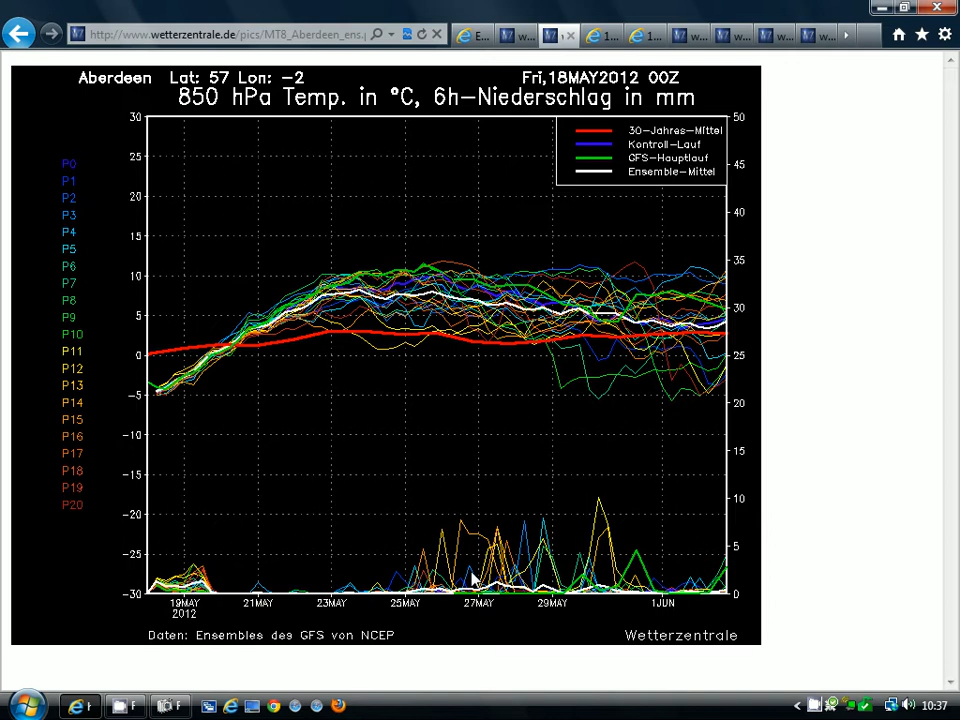 http://www.wetterzentrale.de/pics/MT8_Aberdeen_ens.p
Aberdeen Lat: 57 Lon: -2 Fri,18MAY2012 00Z
850 hPa Temp. in °C, 6h-Niederschlag in mm
30-Jahres-Mittel
Kontroll-Lauf
GFS-Hauptlauf
Ensemble-Mittel
P0
P1
P2
P3
P4
P5
P6
P7
P8
P9
P10
P11
P12
P13
P14
P15
P16
P17
P18
P19
P20
30
25
20
15
10
5
0
-5
-10
-15
-20
-25
-30
50
45
40
35
30
25
20
15
10
5
0
19MAY 21MAY 23MAY 25MAY 27MAY 29MAY 1JUN
2012
Daten: Ensembles des GFS von NCEP Wetterzentrale
10:37